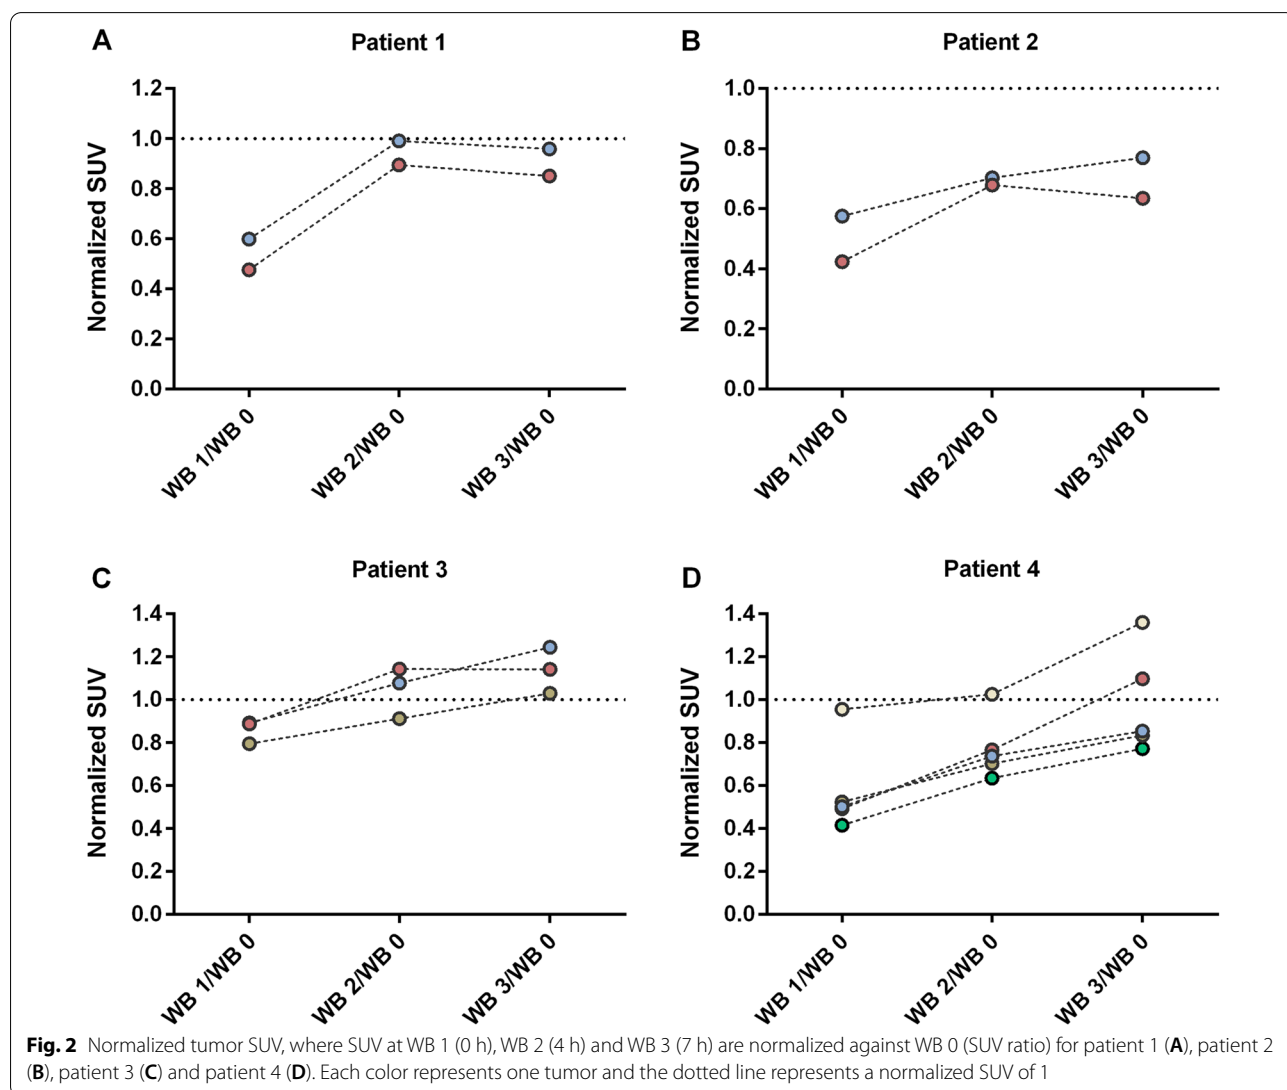 A
Patient 1
Normalized SUV
1.2
1.0
0.8
0.6
0.4
0.2
0.0
WB 1/WB 0
WB 2/WB 0
WB 3/WB 0
B
Patient 2
Normalized SUV
1.0
0.8
0.6
0.4
0.2
0.0
WB 1/WB 0
WB 2/WB 0
WB 3/WB 0
C
Patient 3
Normalized SUV
1.4
1.2
1.0
0.8
0.6
0.4
0.2
0.0
WB 1/WB 0
WB 2/WB 0
WB 3/WB 0
D
Patient 4
Normalized SUV
1.4
1.2
1.0
0.8
0.6
0.4
0.2
0.0
WB 1/WB 0
WB 2/WB 0
WB 3/WB 0
Fig. 2 Normalized tumor SUV, where SUV at WB 1 (0 h), WB 2 (4 h) and WB 3 (7 h) are normalized against WB 0 (SUV ratio) for patient 1 (A), patient 2
(B), patient 3 (C) and patient 4 (D). Each color represents one tumor and the dotted line represents a normalized SUV of 1